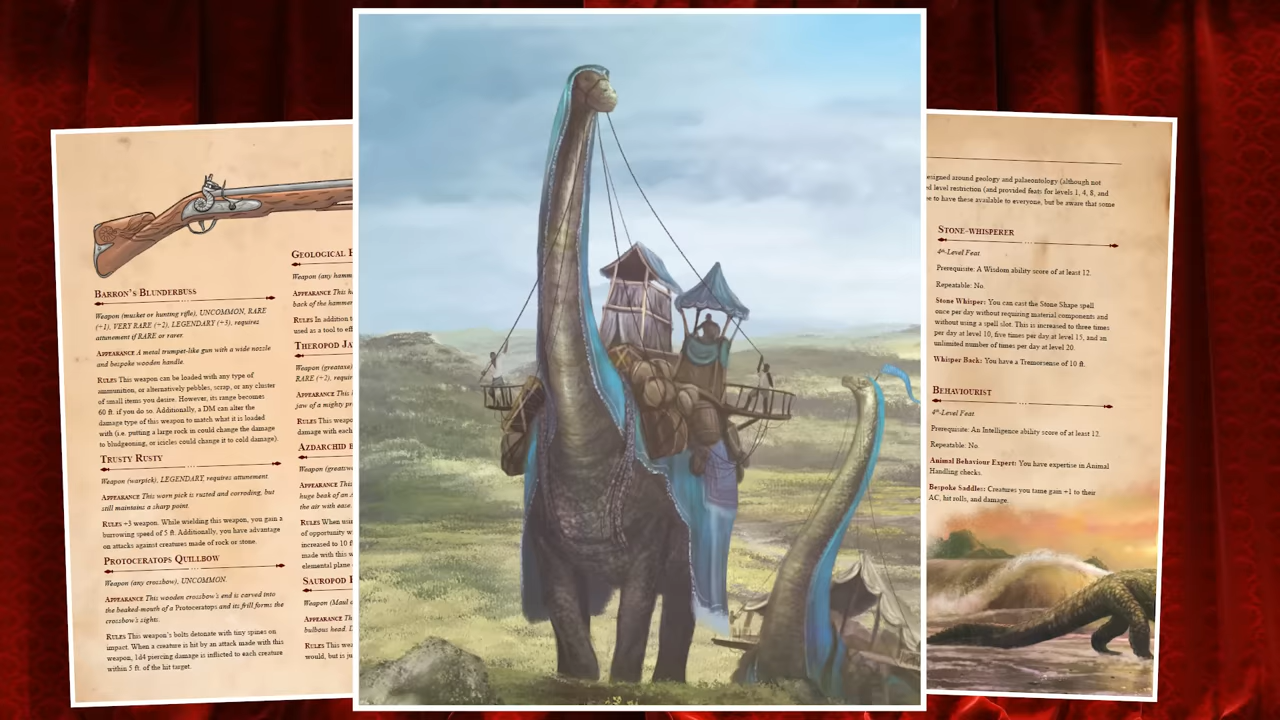 BARRON'S BLUNDERBUSS
Weapon (musket or hunting rifle), UNCOMMON, RARE
(+1), VERY RARE (+2), LEGENDARY (+3), requires
attunement if RARE or rarer.
APPEARANCE A metal trumpet-like gun with a wide nozzle
and bespoke wooden handle.
RULES This weapon can be loaded with any type of
ammunition, or alternatively pebbles, scrap, or any cluster
of small items you desire. However, its range becomes
60 ft. if you do so. Additionally, a DM can alter the
damage type of this weapon to match what it is loaded
with (i.e. putting a large rock in could change the damage
to bludgeoning, or icicles could change it to cold damage).
TRUSTY RUSTY
Weapon (warpick), LEGENDARY, requires attunement.
APPEARANCE This worn pick is rusted and corroding, but
still maintains a sharp point.
RULES +3 weapon. While wielding this weapon, you gain a
burrowing speed of 5 ft. Additionally, you have advantage
on attacks against creatures made of rock or stone.
PROTOCERATOPS QUILLBOW
Weapon (any crossbow), UNCOMMON.
APPEARANCE This wooden crossbow's end is carved into
the beaked-mouth of a Protoceratops and its frill forms the
crossbow's sights.
RULES This weapon's bolts detonate with tiny spines on
impact. When a creature is hit by an attack made with this
weapon, 1d4 piercing damage is inflicted to each creature
within 5 ft. of the hit target.
GEOLOGICAL
Weapon (any
APPEARANCE This
back of the hammer
RULES In addition
used as a tool to
THEROPOD
Weapon (greataxe)
RARE (+2),
APPEARANCE This
jaw of a mighty
RULES This
damage with each
AZDARCHID
Weapon
APPEARANCE This
huge beak of an
the air with ease.
RULES When
of opportunity
increased to 10
made with this
elemental plane
SAUROPOD
Weapon (Maul
APPEARANCE
bulbous head.
RULES This
would, but is
designed around geology and palaeontology (although not
level restriction (and provided feats for levels 1, 4, 8, and
to have these available to everyone, but be aware that some
STONE-WHISPERER
4th-Level Feat
Prerequisite: A Wisdom ability score of at least 12.
Repeatable: No.
Stone Whisper: You can cast the Stone Shape spell
once per day without requiring material components and
without using a spell slot. This is increased to three times
per day at level 10, five times per day at level 15, and an
unlimited number of times per day at level 20.
Whisper Back: You have a Tremorsense of 10 ft.
BEHAVIOURIST
4th-Level Feat
Prerequisite: An Intelligence ability score of at least 12.
Repeatable: No.
Animal Behaviour Expert: You have expertise in Animal
Handling checks.
Bespoke Saddles: Creatures you tame gain +1 to their
AC, hit rolls, and damage.